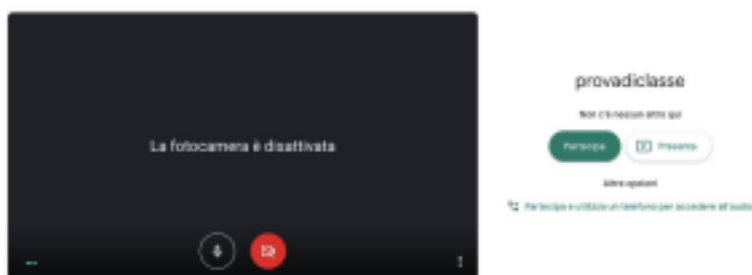 La fotocamera è disattivata
provadiclasse
Non c'è nessun altro qui
Partecipa
Presenta
Altre opzioni
Partecipa e utilizza un telefono per accedere all'audio